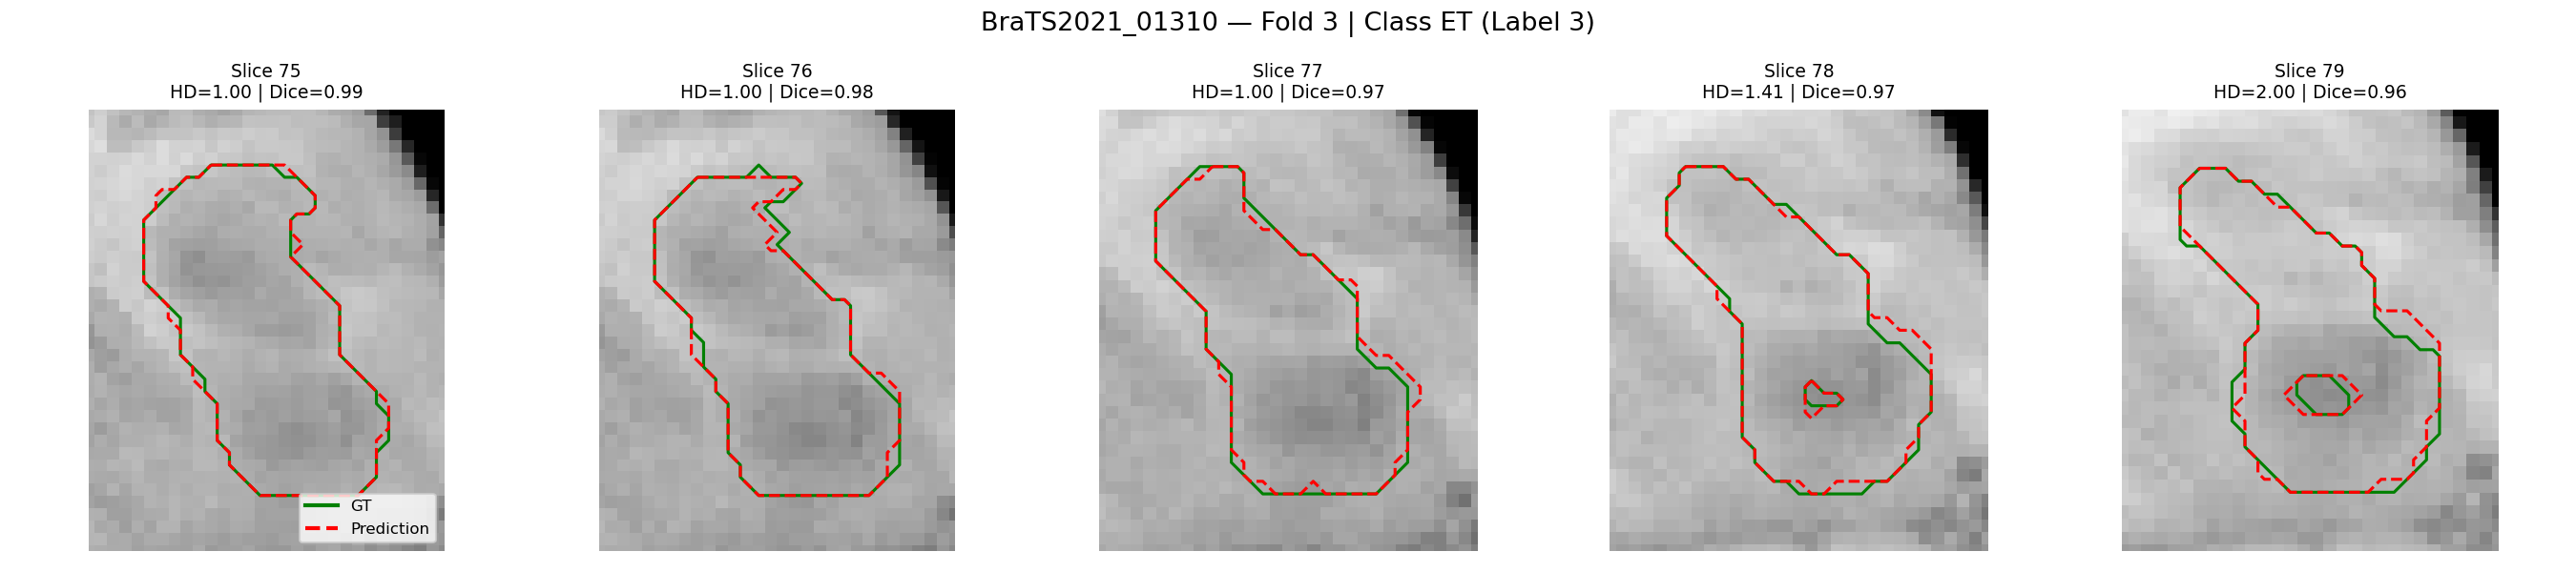 BraTS2021_01310 — Fold 3 | Class ET (Label 3)
Slice 75
HD=1.00 | Dice=0.99
Slice 76
HD=1.00 | Dice=0.98
Slice 77
HD=1.00 | Dice=0.97
Slice 78
HD=1.41 | Dice=0.97
Slice 79
HD=2.00 | Dice=0.96
GT
Prediction